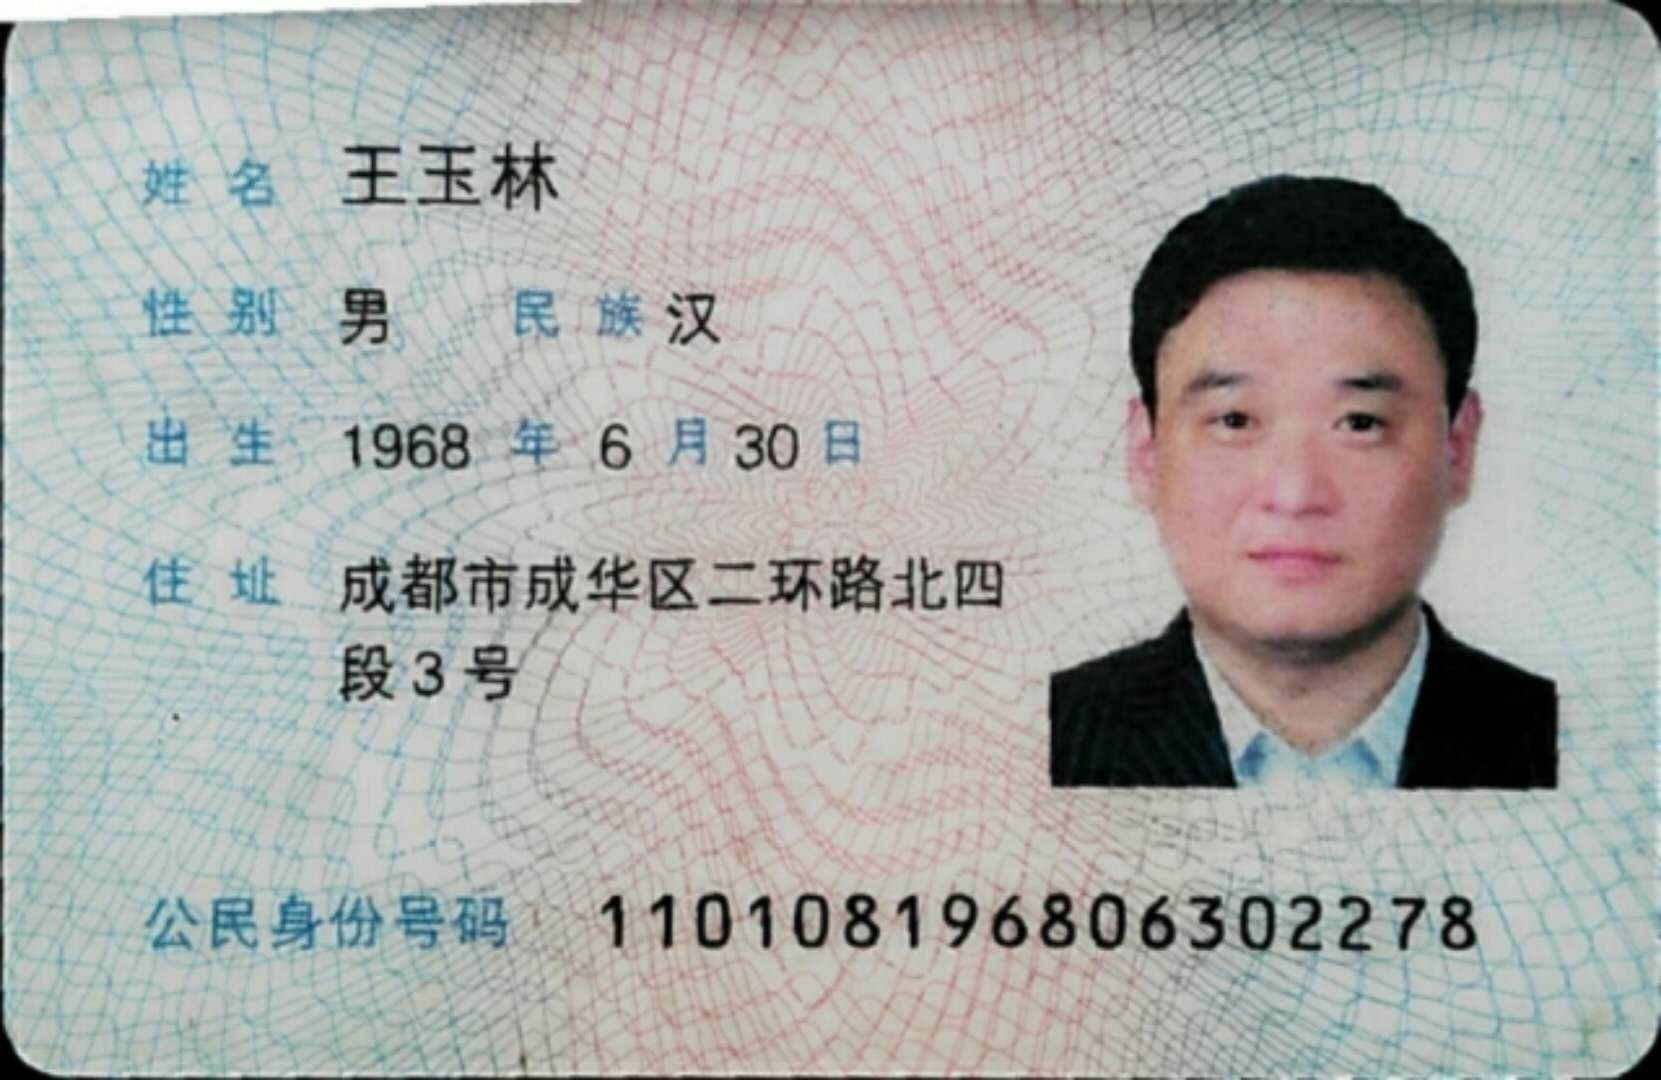 姓名 王玉林
性别 男 民族 汉
出生 1968 年 6 月 30 日
住址 成都市成华区二环路北四
段3号
公民身份号码 110108196806302278